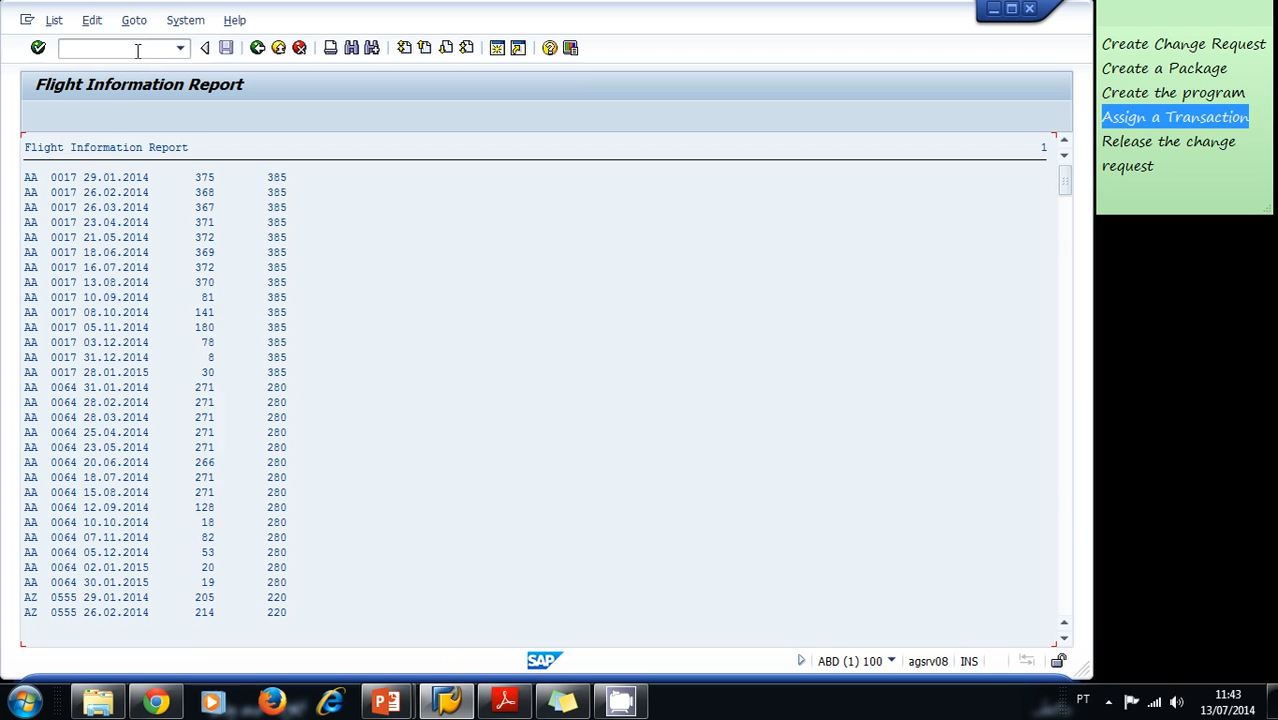 List Edit Goto System Help
Flight Information Report
Flight Information Report 1
AA 0017 29.01.2014 375 385
AA 0017 26.02.2014 368 385
AA 0017 26.03.2014 367 385
AA 0017 23.04.2014 371 385
AA 0017 21.05.2014 372 385
AA 0017 18.06.2014 369 385
AA 0017 16.07.2014 372 385
AA 0017 13.08.2014 370 385
AA 0017 10.09.2014 81 385
AA 0017 08.10.2014 141 385
AA 0017 05.11.2014 180 385
AA 0017 03.12.2014 78 385
AA 0017 31.12.2014 8 385
AA 0017 28.01.2015 30 385
AA 0064 31.01.2014 271 280
AA 0064 28.02.2014 271 280
AA 0064 28.03.2014 271 280
AA 0064 25.04.2014 271 280
AA 0064 23.05.2014 271 280
AA 0064 20.06.2014 266 280
AA 0064 18.07.2014 271 280
AA 0064 15.08.2014 271 280
AA 0064 12.09.2014 128 280
AA 0064 10.10.2014 18 280
AA 0064 07.11.2014 82 280
AA 0064 05.12.2014 53 280
AA 0064 02.01.2015 20 280
AA 0064 30.01.2015 19 280
AZ 0555 29.01.2014 205 220
AZ 0555 26.02.2014 214 220
SAP ABD (1) 100 agsrv08 INS
Create Change Request
Create a Package
Create the program
Assign a Transaction
Release the change
request
PT 11:43
13/07/2014